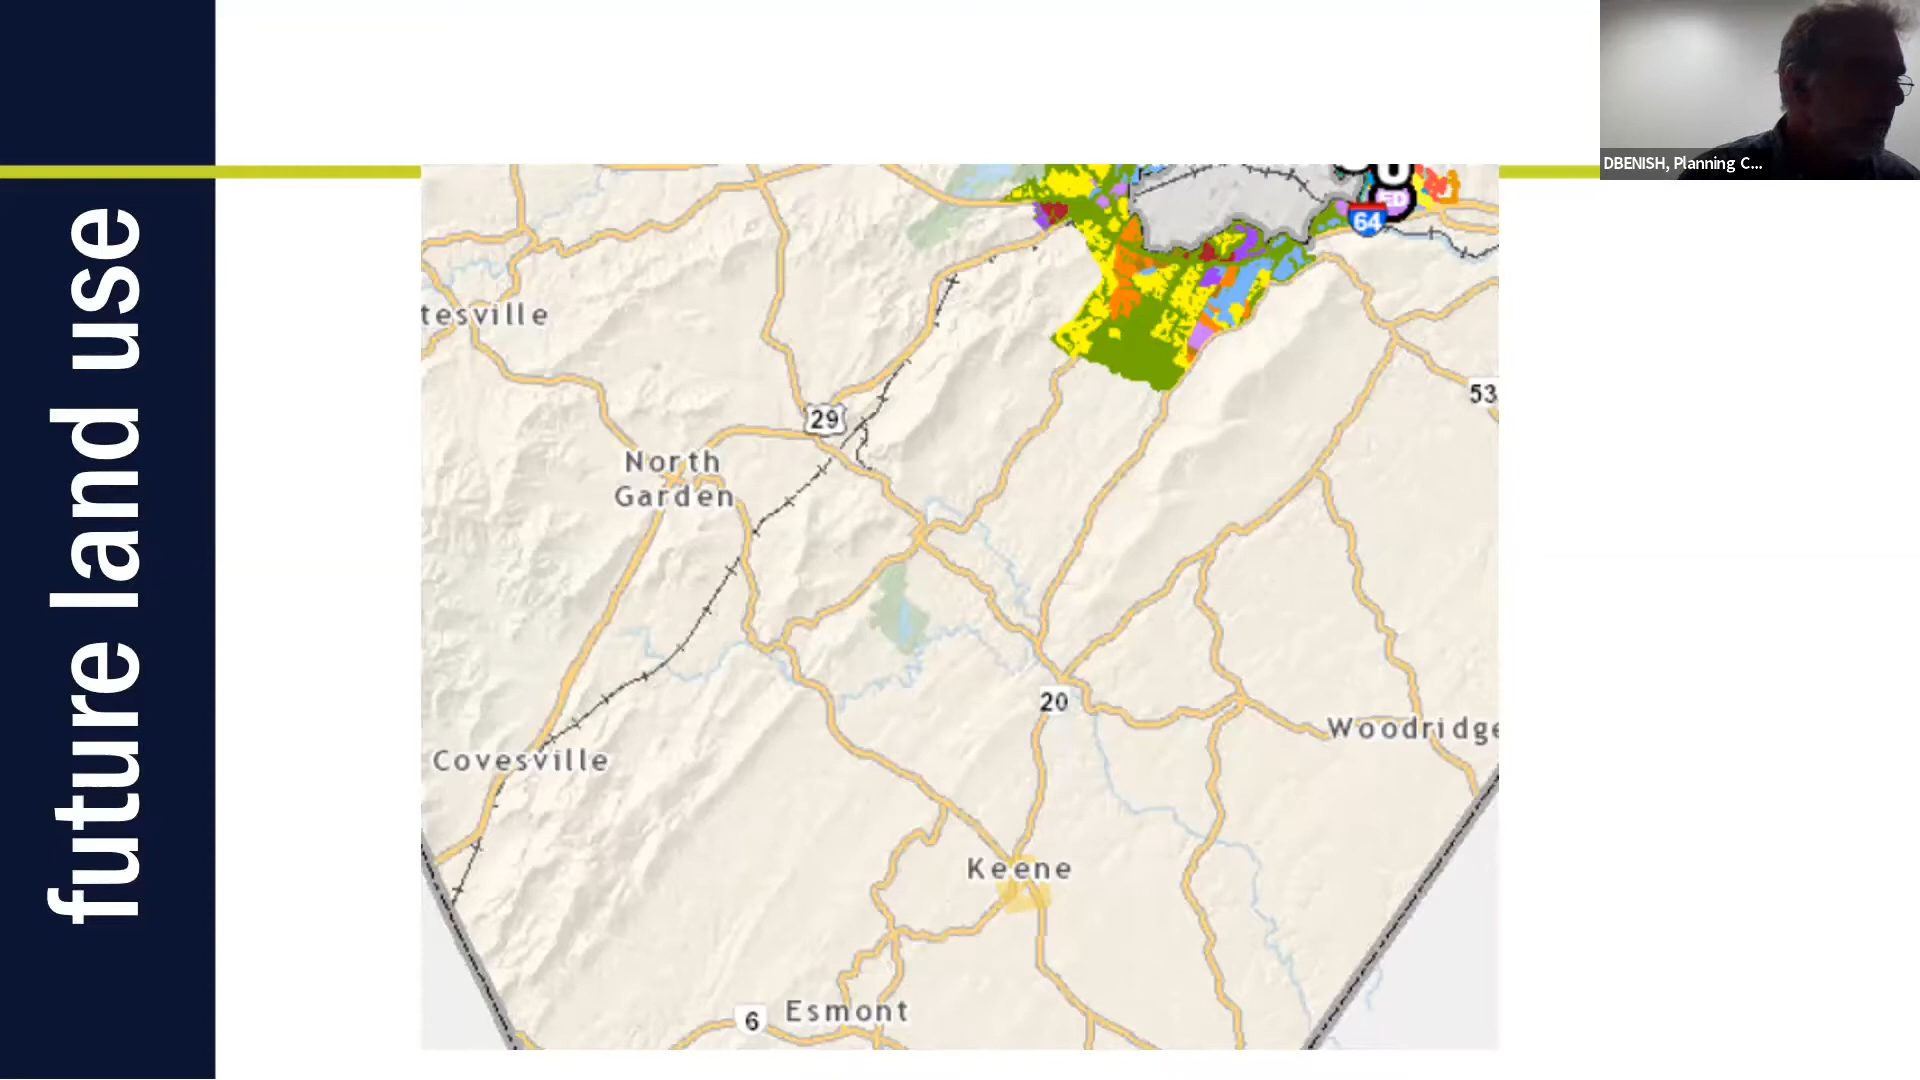 future land use
DBENISH, Planning C...
64
tesville
53
29
North
Garden
20
Woodridge
Covesville
Keene
Esmont
6